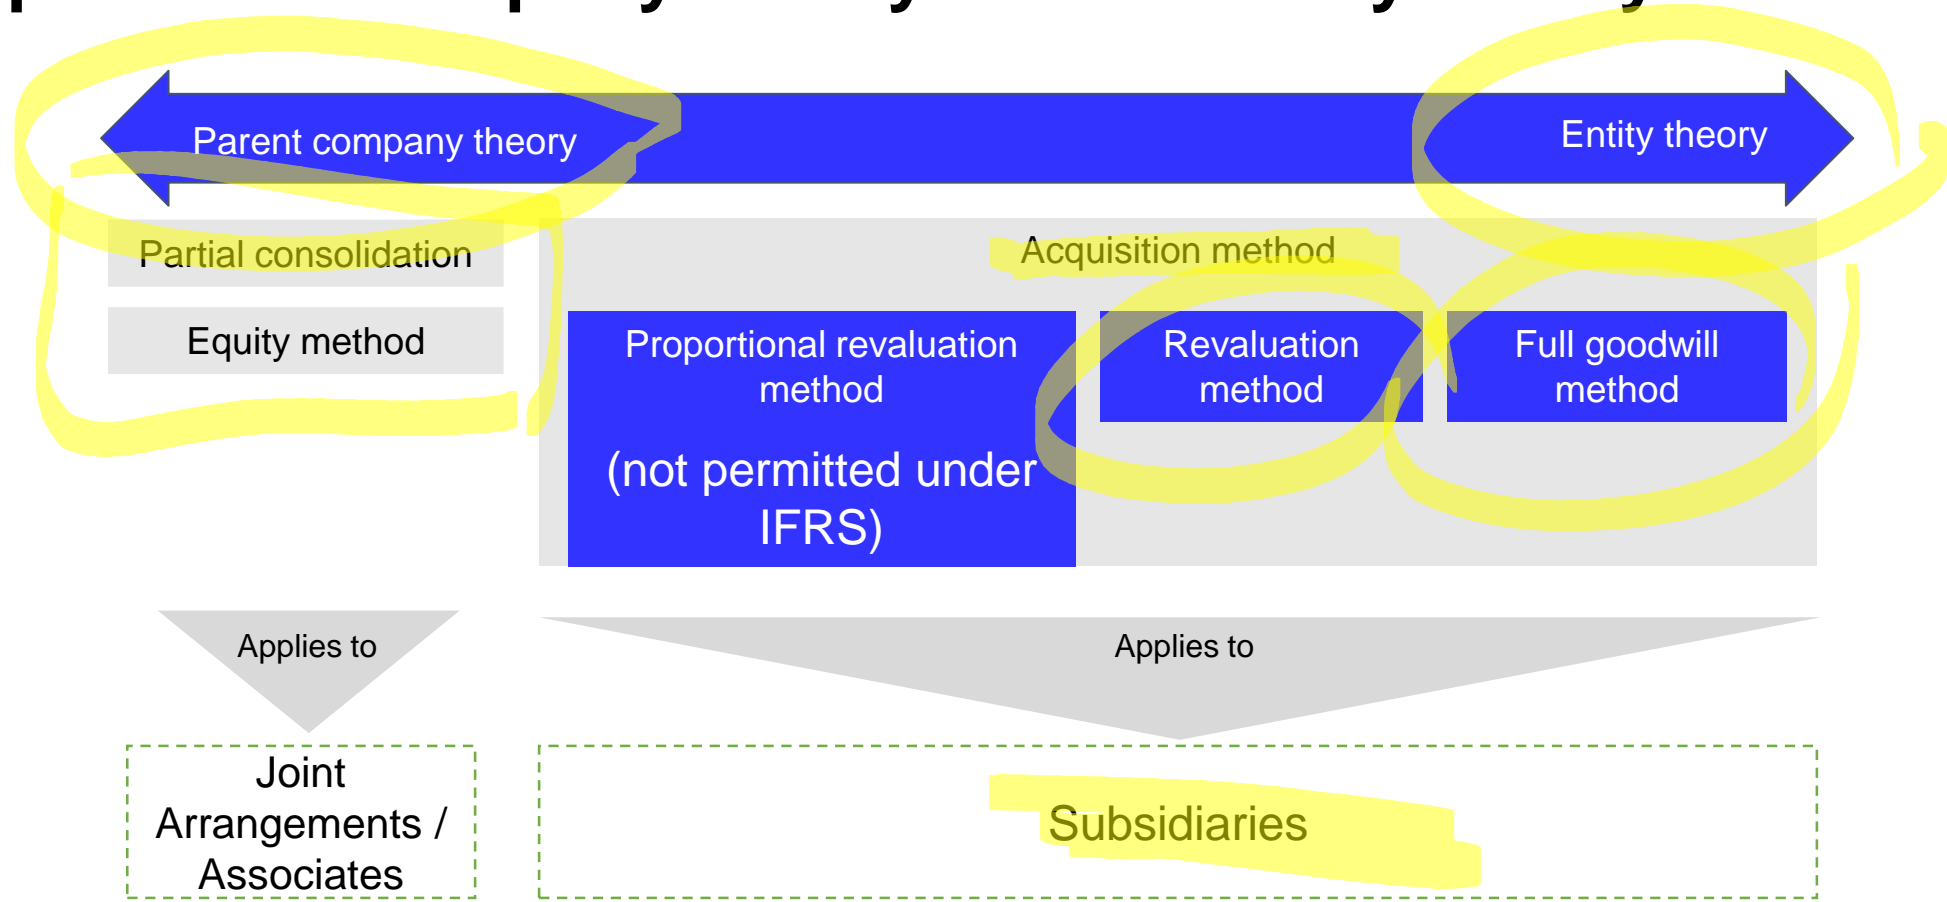 Parent company theory
Entity theory
Partial consolidation
Equity method
Acquisition method
Proportional revaluation
method
(not permitted under
IFRS)
Revaluation
method
Full goodwill
method
Applies to
Applies to
Joint
Arrangements /
Associates
Subsidiaries